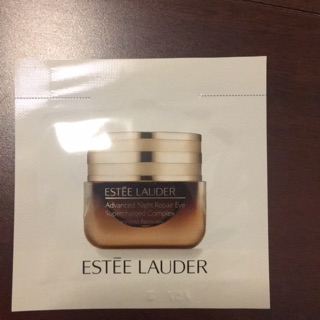 ESTĒE LAUDER
Advanced Night Repair Eye
Supercharged Complex
ESTĒE LAUDER